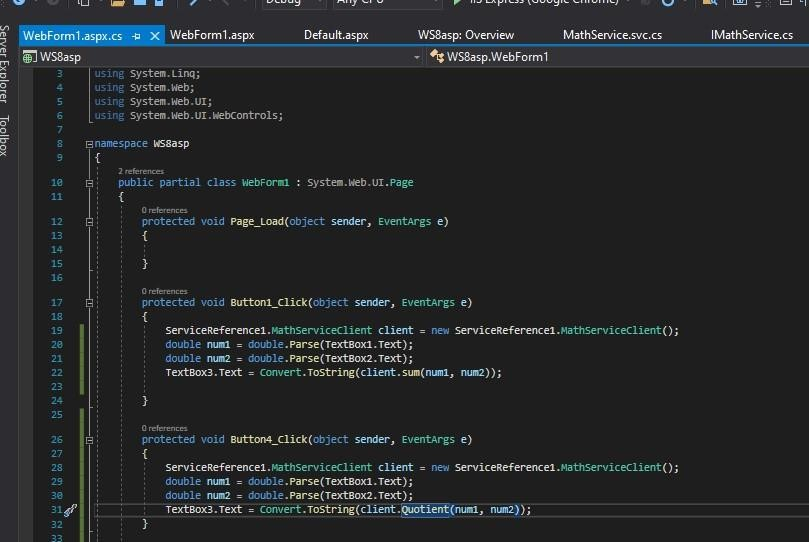 Debug
Any CPU
IIS Express (Google Chrome)
WebForm1.aspx.cs
WebForm1.aspx
Default.aspx
WS8asp: Overview
MathService.svc.cs
IMathService.cs
Server Explorer
Toolbox
WS8asp
WS8asp.WebForm1
3 using System.Linq;
4 using System.Web;
5 using System.Web.UI;
6 using System.Web.UI.WebControls;
7
8 namespace WS8asp
9 {
2 references
10 public partial class WebForm1 : System.Web.UI.Page
11 {
0 references
12 protected void Page_Load(object sender, EventArgs e)
13 {
14
15 }
16
0 references
17 protected void Button1_Click(object sender, EventArgs e)
18 {
19 ServiceReference1.MathServiceClient client = new ServiceReference1.MathServiceClient();
20 double num1 = double.Parse(TextBox1.Text);
21 double num2 = double.Parse(TextBox2.Text);
22 TextBox3.Text = Convert.ToString(client.sum(num1, num2));
23
24 }
25
0 references
26 protected void Button4_Click(object sender, EventArgs e)
27 {
28 ServiceReference1.MathServiceClient client = new ServiceReference1.MathServiceClient();
29 double num1 = double.Parse(TextBox1.Text);
30 double num2 = double.Parse(TextBox2.Text);
31 TextBox3.Text = Convert.ToString(client.Quotient(num1, num2));
32 }
33